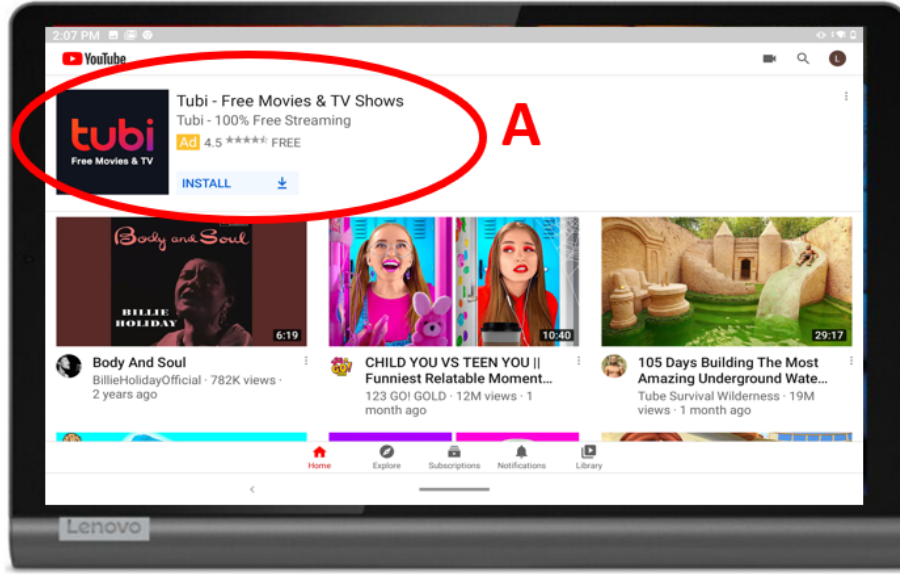 2:07 PM
YouTube
L
tubi
Free Movies & TV
Tubi - Free Movies & TV Shows
Tubi - 100% Free Streaming
Ad 4.5 ★★★★⯨ FREE
INSTALL
A
Body and Soul
BILLIE
HOLIDAY
6:19
10:40
29:17
Body And Soul
BillieHolidayOfficial · 782K views ·
2 years ago
GO!
CHILD YOU VS TEEN YOU ||
Funniest Relatable Moment...
123 GO! GOLD · 12M views · 1
month ago
105 Days Building The Most
Amazing Underground Wate...
Tube Survival Wilderness · 19M
views · 1 month ago
Home
Explore
Subscriptions
Notifications
Library
Lenovo